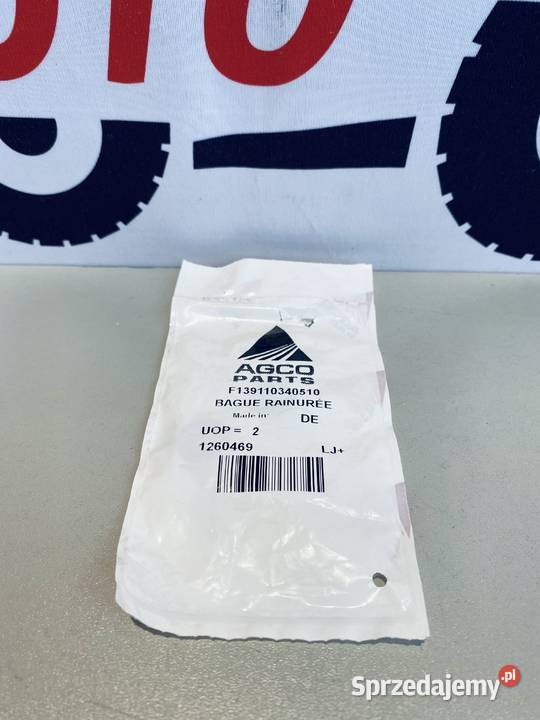 AGCO
PARTS
F139110340510
BAGUE RAINURÉE
Made in: DE
UOP = 2
1260469 LJ+
Sprzedajemy.pl